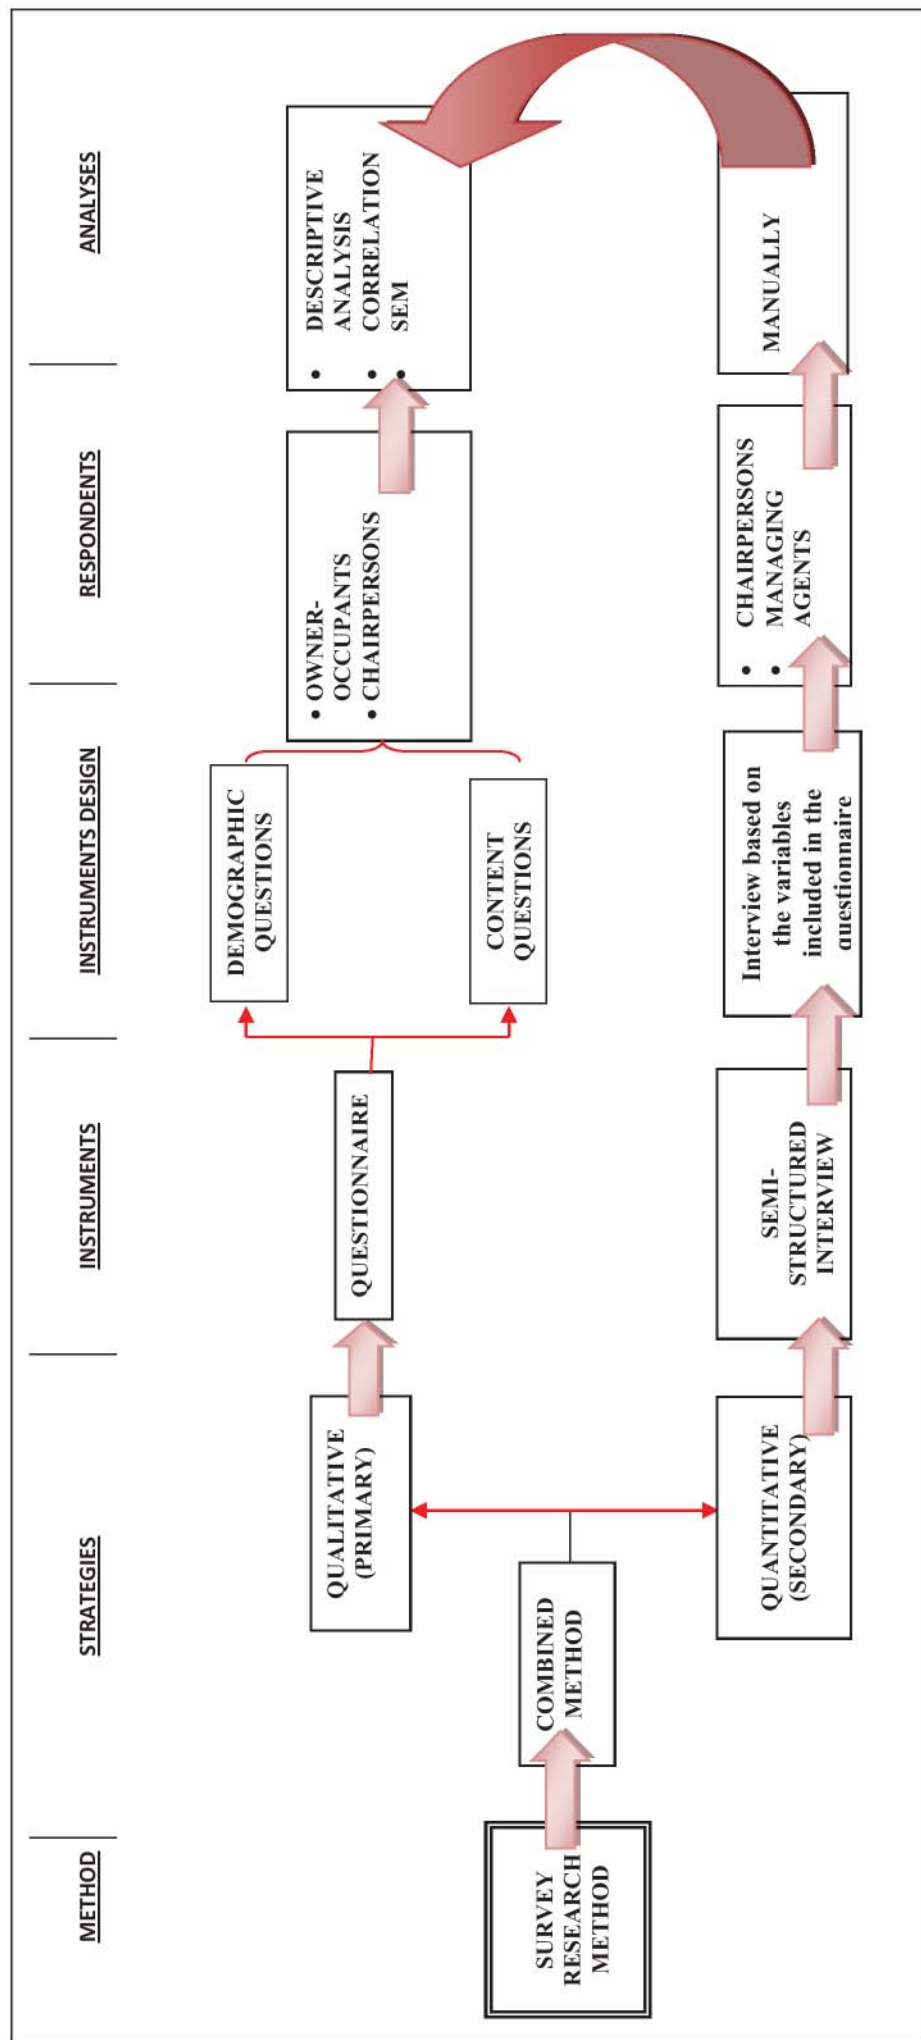 METHOD
STRATEGIES
INSTRUMENTS
INSTRUMENTS DESIGN
RESPONDENTS
ANALYSES
SURVEY
RESEARCH
METHOD
COMBINED
METHOD
QUALITATIVE
(PRIMARY)
QUESTIONNAIRE
DEMOGRAPHIC
QUESTIONS
CONTENT
QUESTIONS
• OWNER-
OCCUPANTS
• CHAIRPERSONS
• DESCRIPTIVE
ANALYSIS
• CORRELATION
• SEM
QUANTITATIVE
(SECONDARY)
SEMI-
STRUCTURED
INTERVIEW
Interview based on
the variables
included in the
questionnaire
• CHAIRPERSONS
• MANAGING
AGENTS
MANUALLY